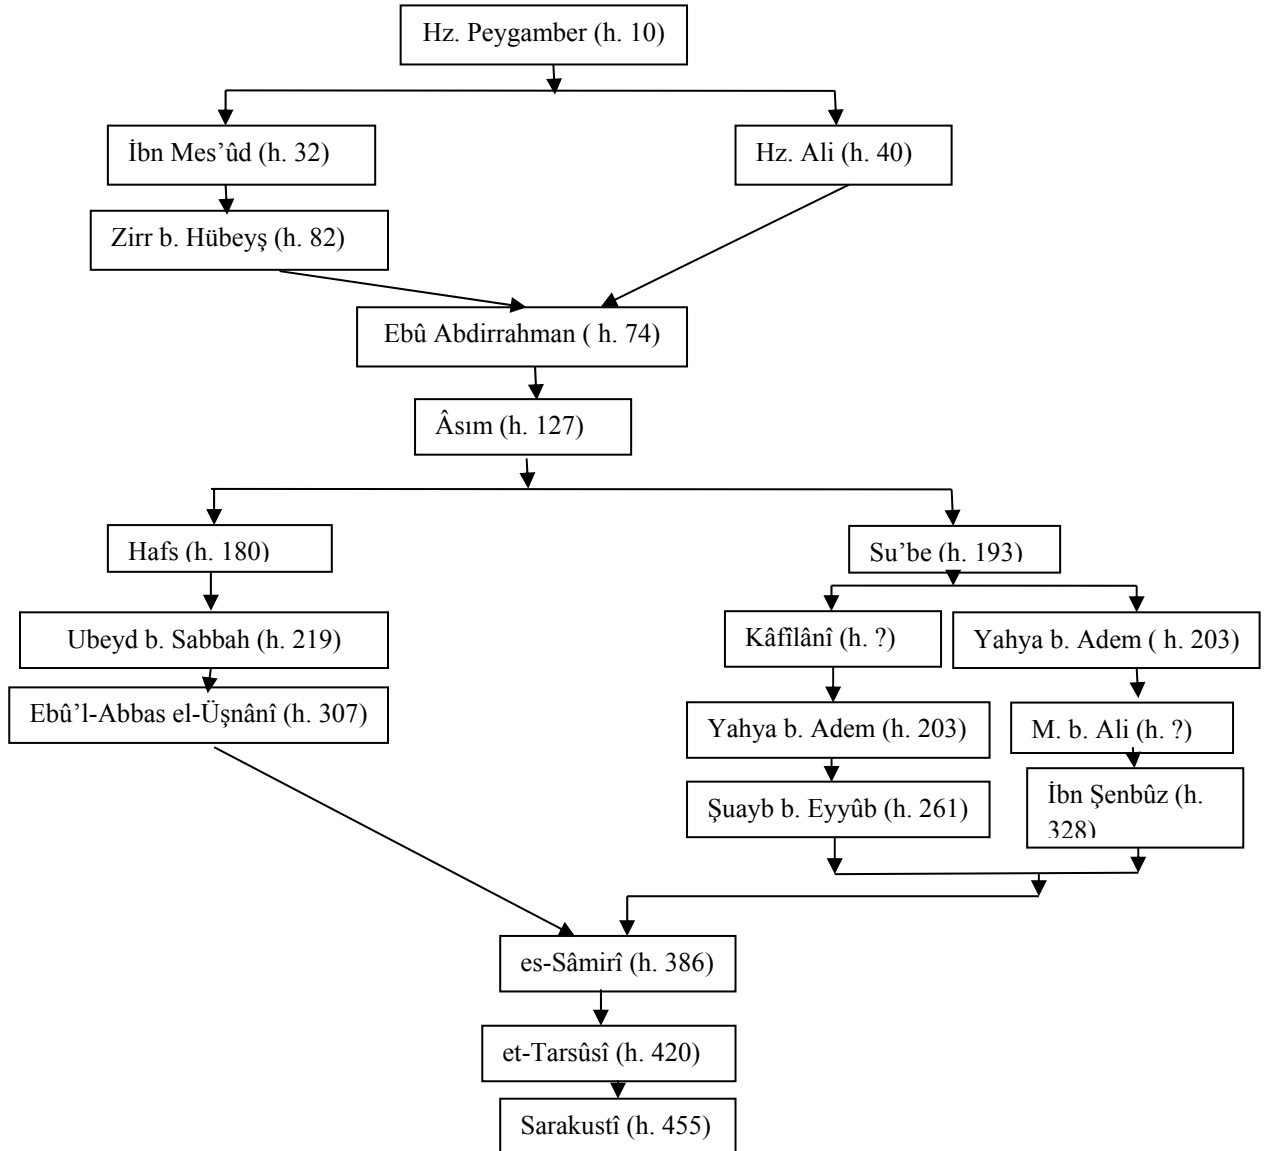 Hz. Peygamber (h. 10)
İbn Mes’ûd (h. 32)
Hz. Ali (h. 40)
Zirr b. Hübeyş (h. 82)
Ebû Abdirrahman ( h. 74)
Âsım (h. 127)
Hafs (h. 180)
Su’be (h. 193)
Ubeyd b. Sabbah (h. 219)
Kâfîlânî (h. ?)
Yahya b. Adem ( h. 203)
Ebû’l-Abbas el-Üşnânî (h. 307)
Yahya b. Adem (h. 203)
M. b. Ali (h. ?)
Şuayb b. Eyyûb (h. 261)
İbn Şenbûz (h.
328)
es-Sâmirî (h. 386)
et-Tarsûsî (h. 420)
Sarakustî (h. 455)